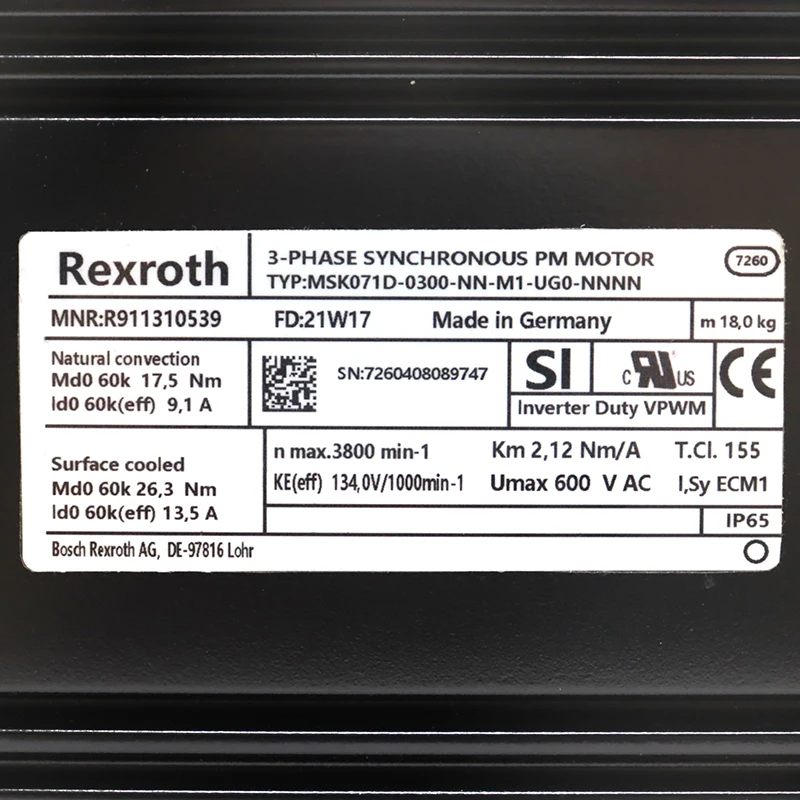 Rexroth
3-PHASE SYNCHRONOUS PM MOTOR
TYP:MSK071D-0300-NN-M1-UG0-NNNN
7260
MNR:R911310539 FD:21W17 Made in Germany m 18,0 kg
Natural convection
Md0 60k 17,5 Nm
Id0 60k(eff) 9,1 A
SN:7260408089747
SI
c RU US
CE
Inverter Duty VPWM
Surface cooled
Md0 60k 26,3 Nm
Id0 60k(eff) 13,5 A
n max.3800 min-1 Km 2,12 Nm/A T.Cl. 155
KE(eff) 134,0V/1000min-1 Umax 600 V AC I,Sy ECM1
IP65
Bosch Rexroth AG, DE-97816 Lohr